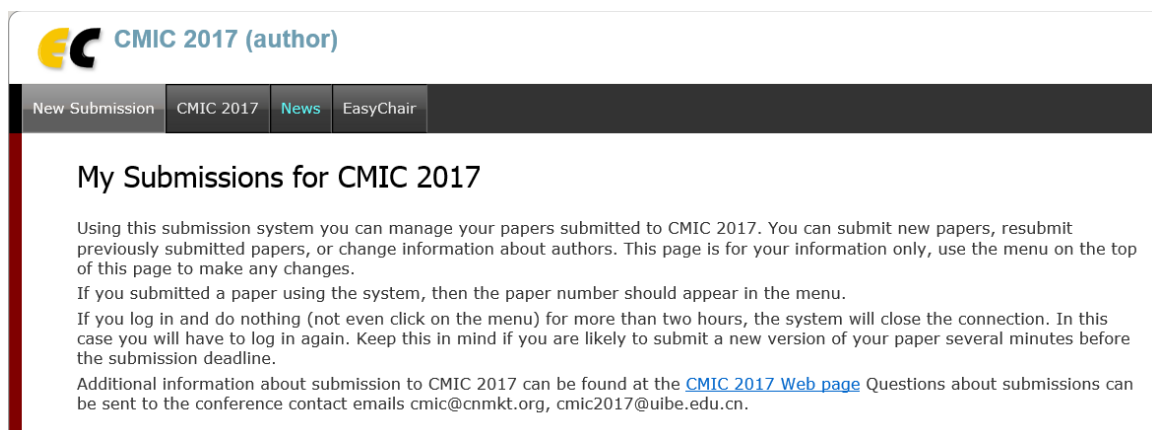 EC CMIC 2017 (author)
New Submission CMIC 2017 News EasyChair
My Submissions for CMIC 2017
Using this submission system you can manage your papers submitted to CMIC 2017. You can submit new papers, resubmit
previously submitted papers, or change information about authors. This page is for your information only, use the menu on the top
of this page to make any changes.
If you submitted a paper using the system, then the paper number should appear in the menu.
If you log in and do nothing (not even click on the menu) for more than two hours, the system will close the connection. In this
case you will have to log in again. Keep this in mind if you are likely to submit a new version of your paper several minutes before
the submission deadline.
Additional information about submission to CMIC 2017 can be found at the CMIC 2017 Web page Questions about submissions can
be sent to the conference contact emails cmic@cnmkt.org, cmic2017@uibe.edu.cn.